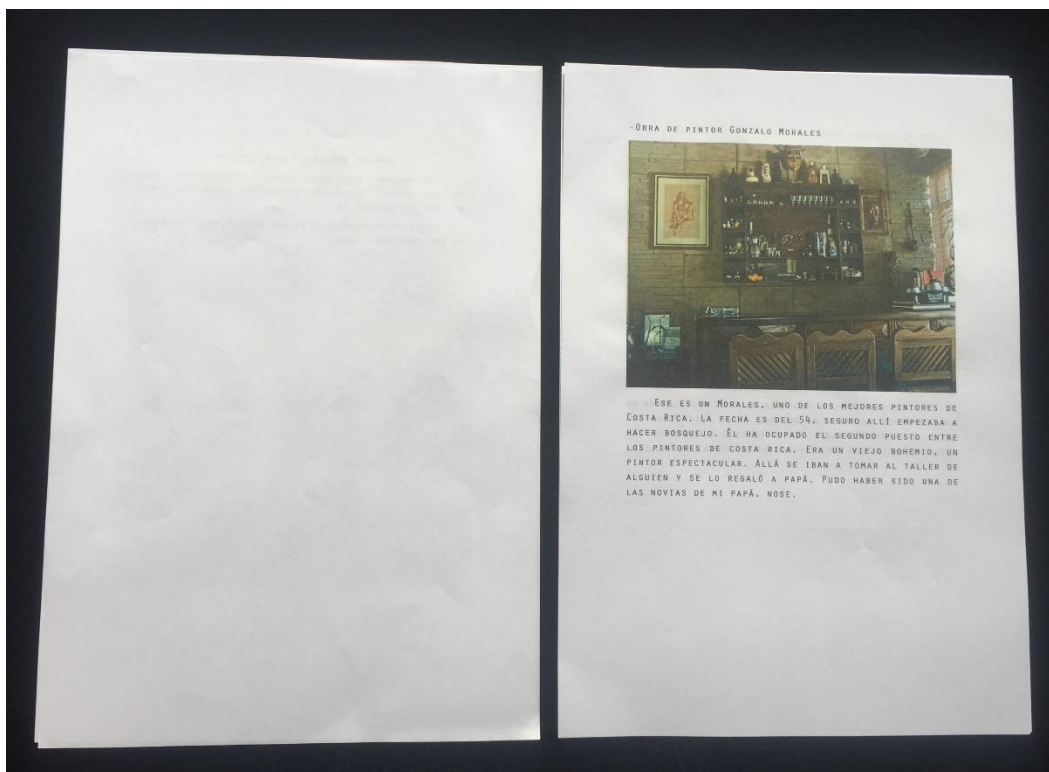 -Obra de pintor Gonzalo Morales
Ese es un Morales, uno de los mejores pintores de
Costa Rica. La fecha es del 54, seguro allí empezaba a
hacer bosquejo. Él ha ocupado el segundo puesto entre
los pintores de costa rica. Era un viejo bohemio, un
pintor espectacular. Allá se iban a tomar al taller de
alguien y se lo regaló a papá. Pudo haber sido una de
las novias de mi papá, nose.